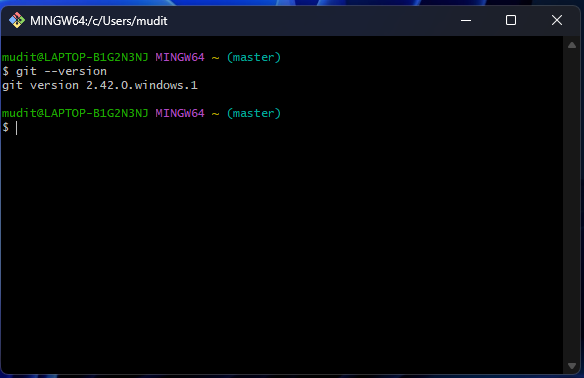 MINGW64:/c/Users/mudit
mudit@LAPTOP-B1G2N3NJ MINGW64 ~ (master)
$ git --version
git version 2.42.0.windows.1
mudit@LAPTOP-B1G2N3NJ MINGW64 ~ (master)
$